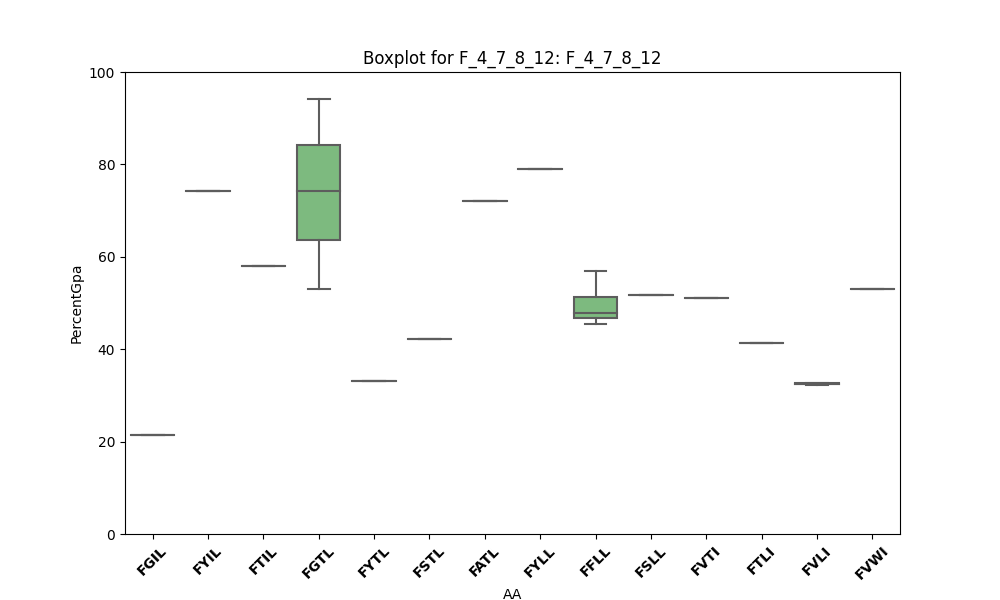 Boxplot for F_4_7_8_12: F_4_7_8_12
PercentGpa
100
80
60
40
20
0
FGIL FYIL FTIL FGTL FYTL FSTL FATL FYLL FFLL FSLL FVTI FTLI FVLI FVWI
AA